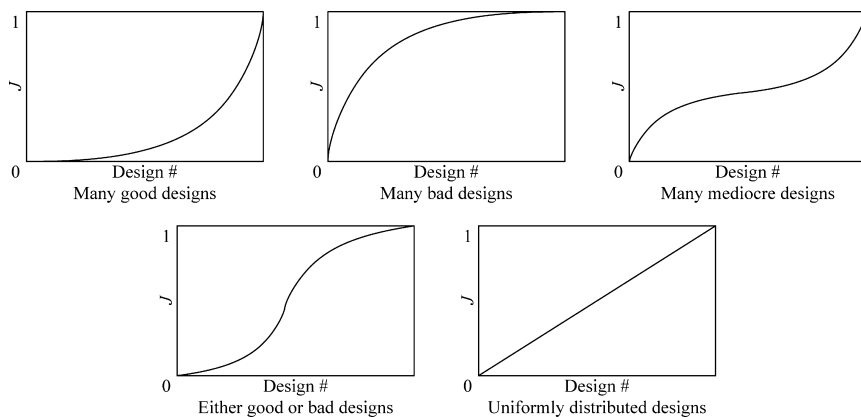 1
J
0
Design #
Many good designs
1
J
0
Design #
Many bad designs
1
J
0
Design #
Many mediocre designs
1
J
0
Design #
Either good or bad designs
1
J
0
Design #
Uniformly distributed designs